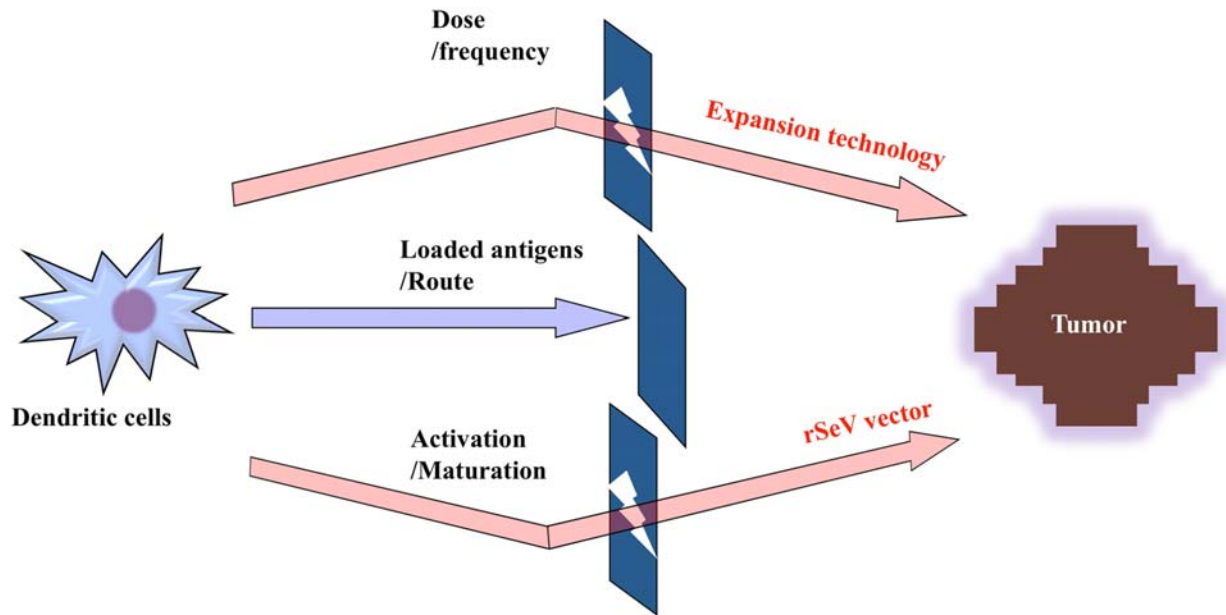 Dose
/frequency
Expansion technology
Loaded antigens
/Route
Tumor
Dendritic cells
Activation
/Maturation
rSeV vector